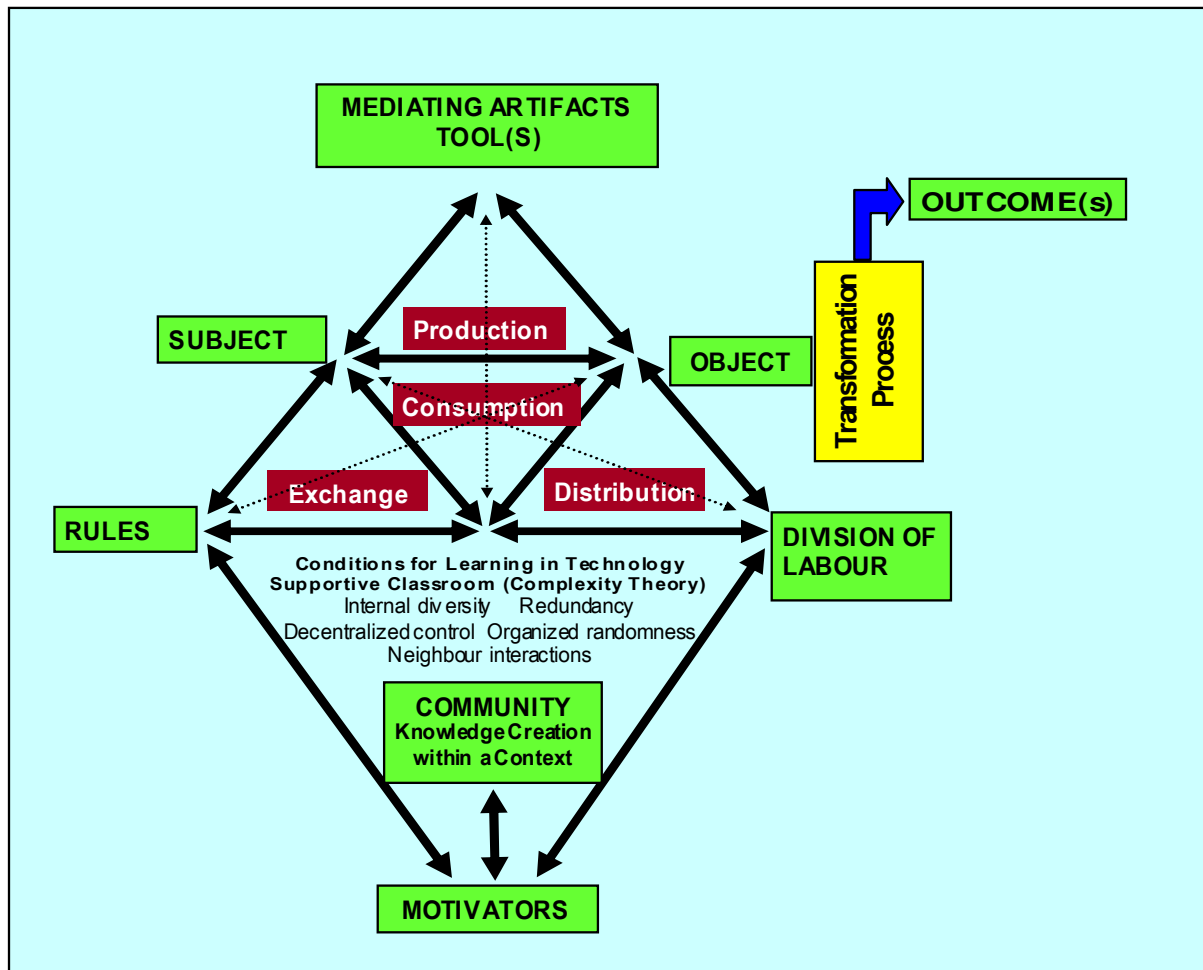 MEDIATING ARTIFACTS
TOOL(S)
OUTCOME(s)
Transformation
Process
SUBJECT
Production
OBJECT
Consumption
Exchange
Distribution
RULES
DIVISION OF
LABOUR
Conditions for Learning in Technology
Supportive Classroom (Complexity Theory)
Internal diversity Redundancy
Decentralized control Organized randomness
Neighbour interactions
COMMUNITY
Knowledge Creation
within a Context
MOTIVATORS